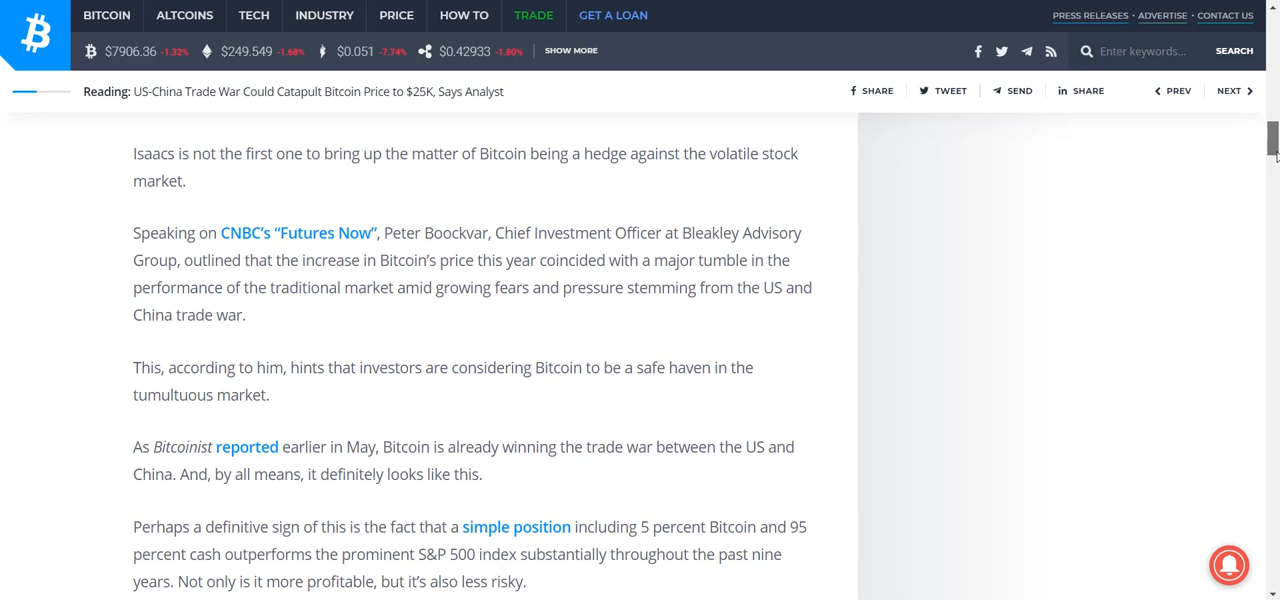 BITCOIN ALTCOINS TECH INDUSTRY PRICE HOW TO TRADE GET A LOAN PRESS RELEASES • ADVERTISE • CONTACT US
$7906.36 -1.32% $249.549 -1.68% $0.051 -7.74% $0.42933 -1.80% SHOW MORE Enter keywords... SEARCH
Reading: US-China Trade War Could Catapult Bitcoin Price to $25K, Says Analyst SHARE TWEET SEND SHARE PREV NEXT
Isaacs is not the first one to bring up the matter of Bitcoin being a hedge against the volatile stock
market.
Speaking on CNBC’s “Futures Now”, Peter Boockvar, Chief Investment Officer at Bleakley Advisory
Group, outlined that the increase in Bitcoin’s price this year coincided with a major tumble in the
performance of the traditional market amid growing fears and pressure stemming from the US and
China trade war.
This, according to him, hints that investors are considering Bitcoin to be a safe haven in the
tumultuous market.
As Bitcoinist reported earlier in May, Bitcoin is already winning the trade war between the US and
China. And, by all means, it definitely looks like this.
Perhaps a definitive sign of this is the fact that a simple position including 5 percent Bitcoin and 95
percent cash outperforms the prominent S&P 500 index substantially throughout the past nine
years. Not only is it more profitable, but it’s also less risky.